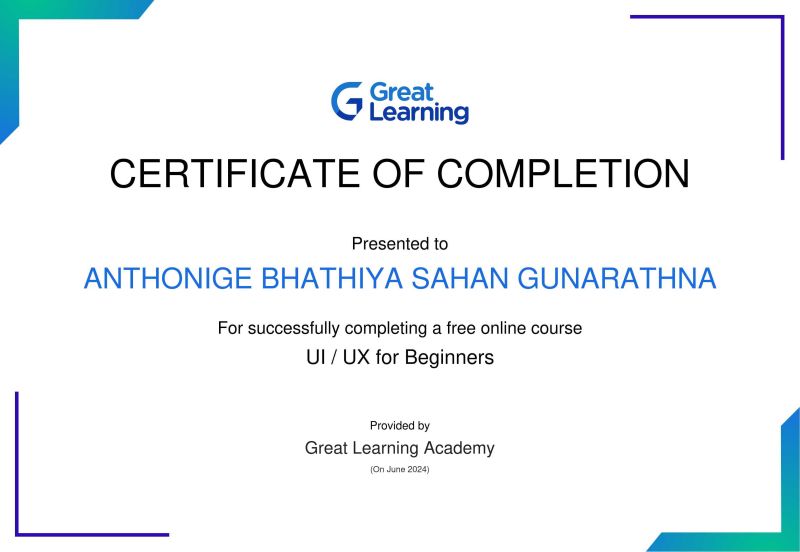 Great
Learning
CERTIFICATE OF COMPLETION
Presented to
ANTHONIGE BHATHIYA SAHAN GUNARATHNA
For successfully completing a free online course
UI / UX for Beginners
Provided by
Great Learning Academy
(On June 2024)